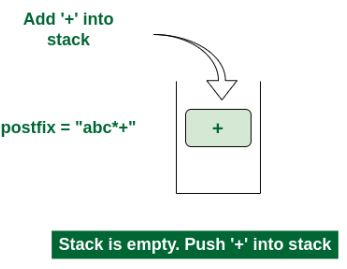 Add '+' into
stack
postfix = "abc*+"
+
Stack is empty. Push '+' into stack